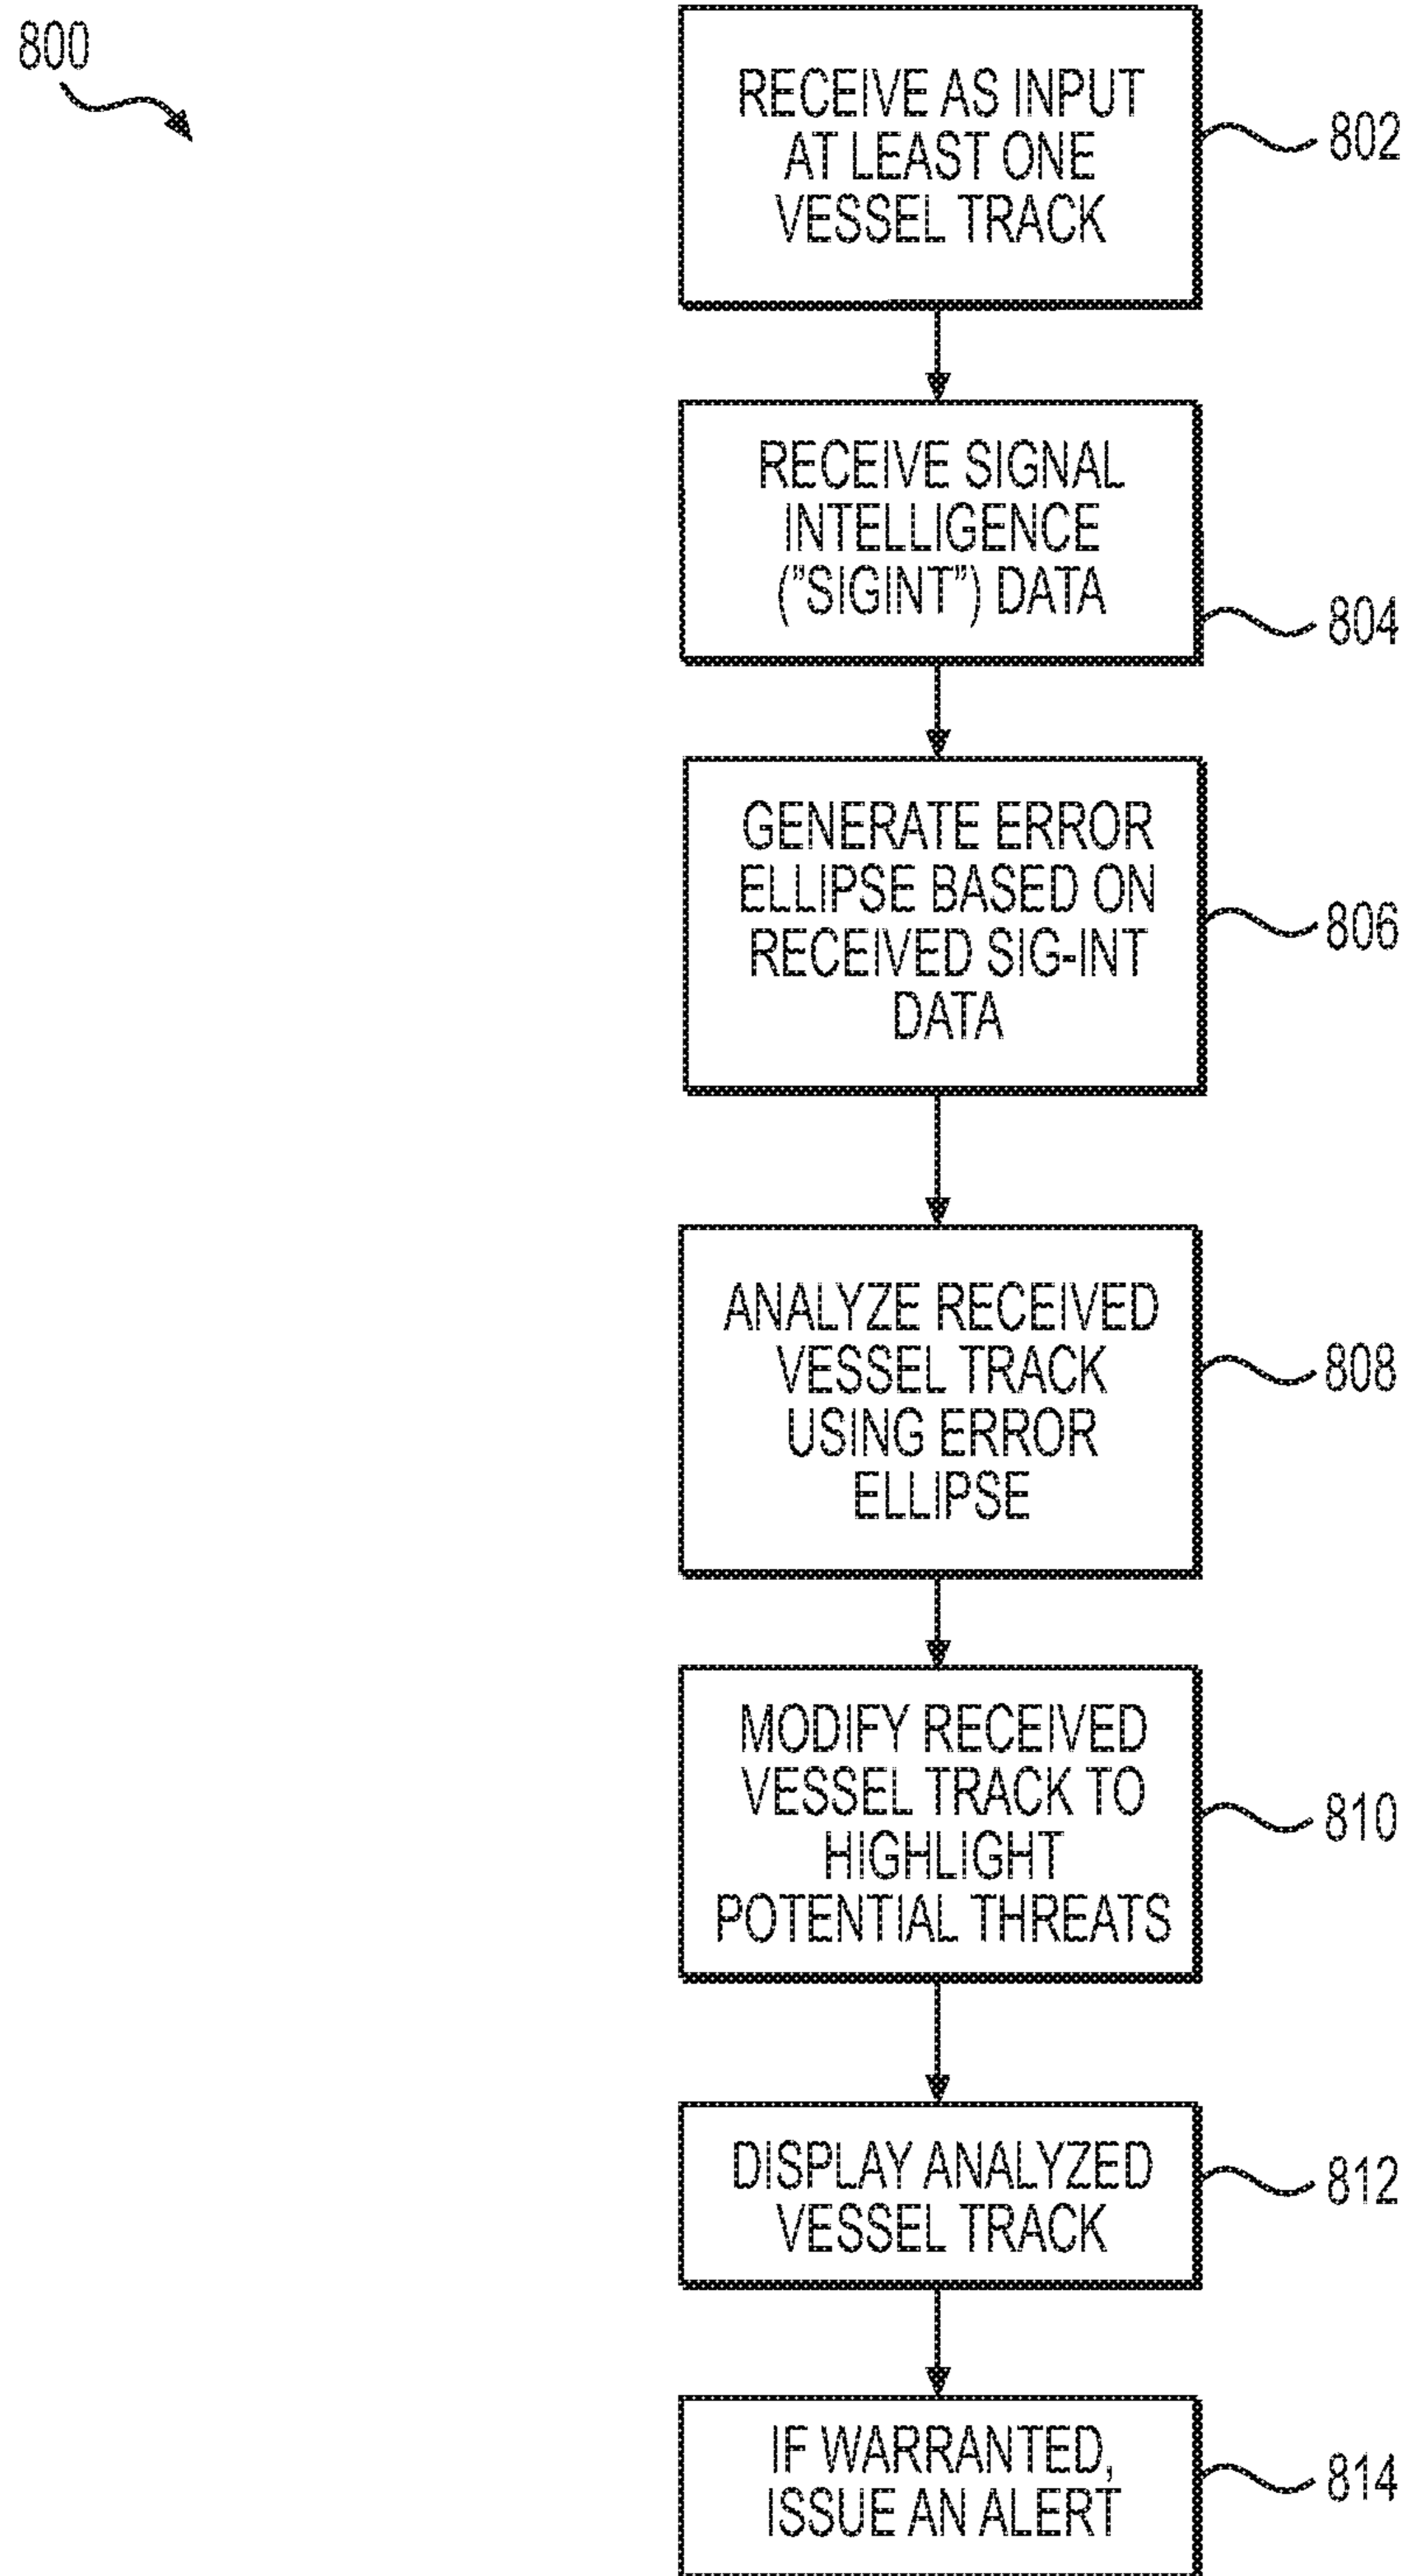 800
RECEIVE AS INPUT
AT LEAST ONE
VESSEL TRACK
802
RECEIVE SIGNAL
INTELLIGENCE
(”SIGINT”) DATA
804
GENERATE ERROR
ELLIPSE BASED ON
RECEIVED SIG-INT
DATA
806
ANALYZE RECEIVED
VESSEL TRACK
USING ERROR
ELLIPSE
808
MODIFY RECEIVED
VESSEL TRACK TO
HIGHLIGHT
POTENTIAL THREATS
810
DISPLAY ANALYZED
VESSEL TRACK
812
IF WARRANTED,
ISSUE AN ALERT
814